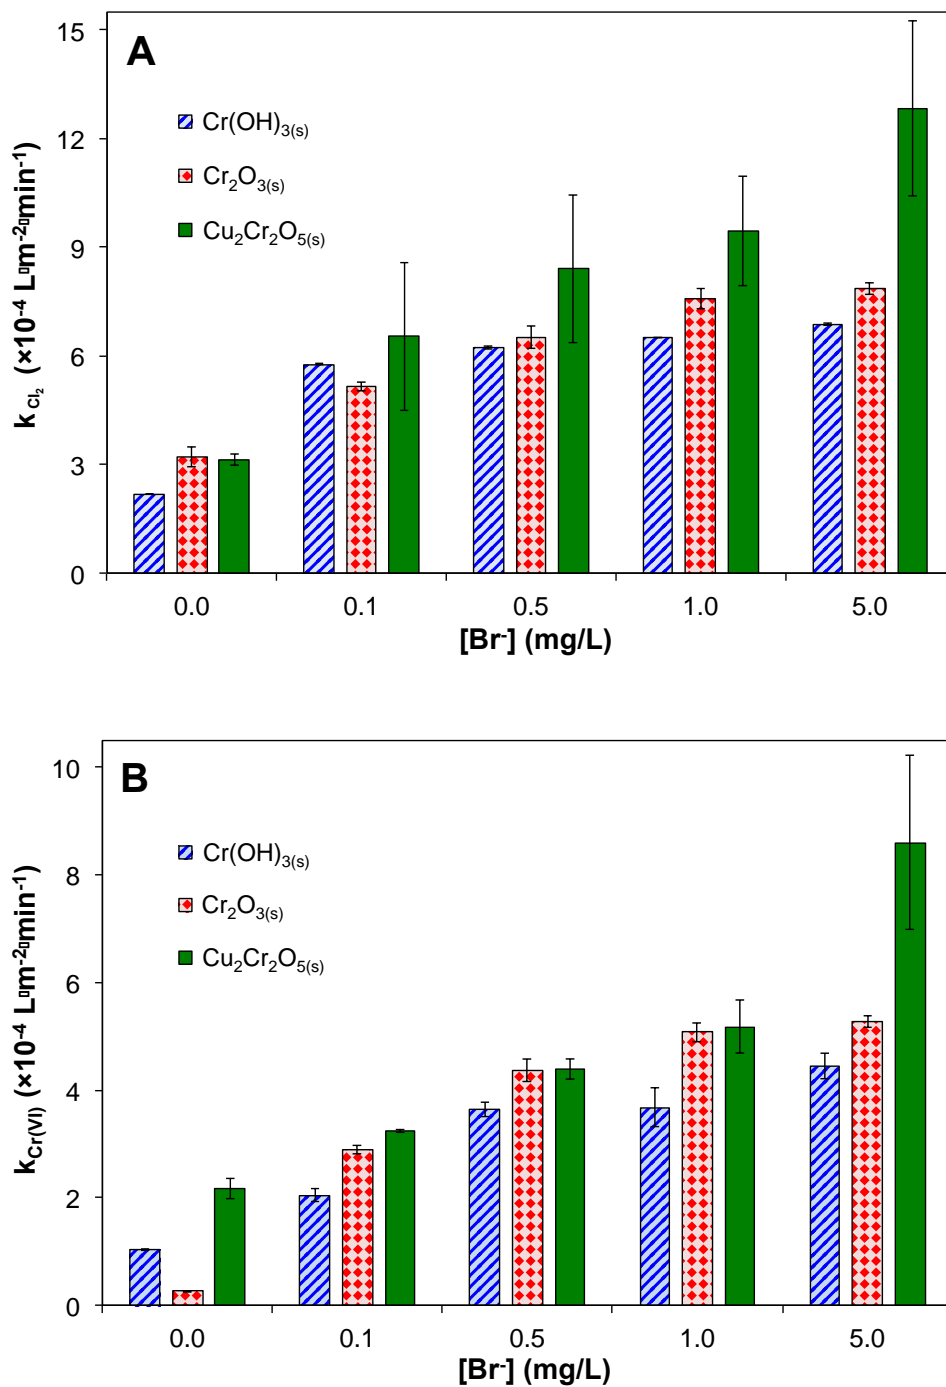 A
Cr(OH)3(s)
Cr2O3(s)
Cu2Cr2O5(s)
k Cl2 (×10-4 L▯m-2▯min-1)
15
12
9
6
3
0
0.0 0.1 0.5 1.0 5.0
[Br-] (mg/L)
B
Cr(OH)3(s)
Cr2O3(s)
Cu2Cr2O5(s)
kCr(VI) (×10-4 L▯m-2▯min-1)
10
8
6
4
2
0
0.0 0.1 0.5 1.0 5.0
[Br-] (mg/L)